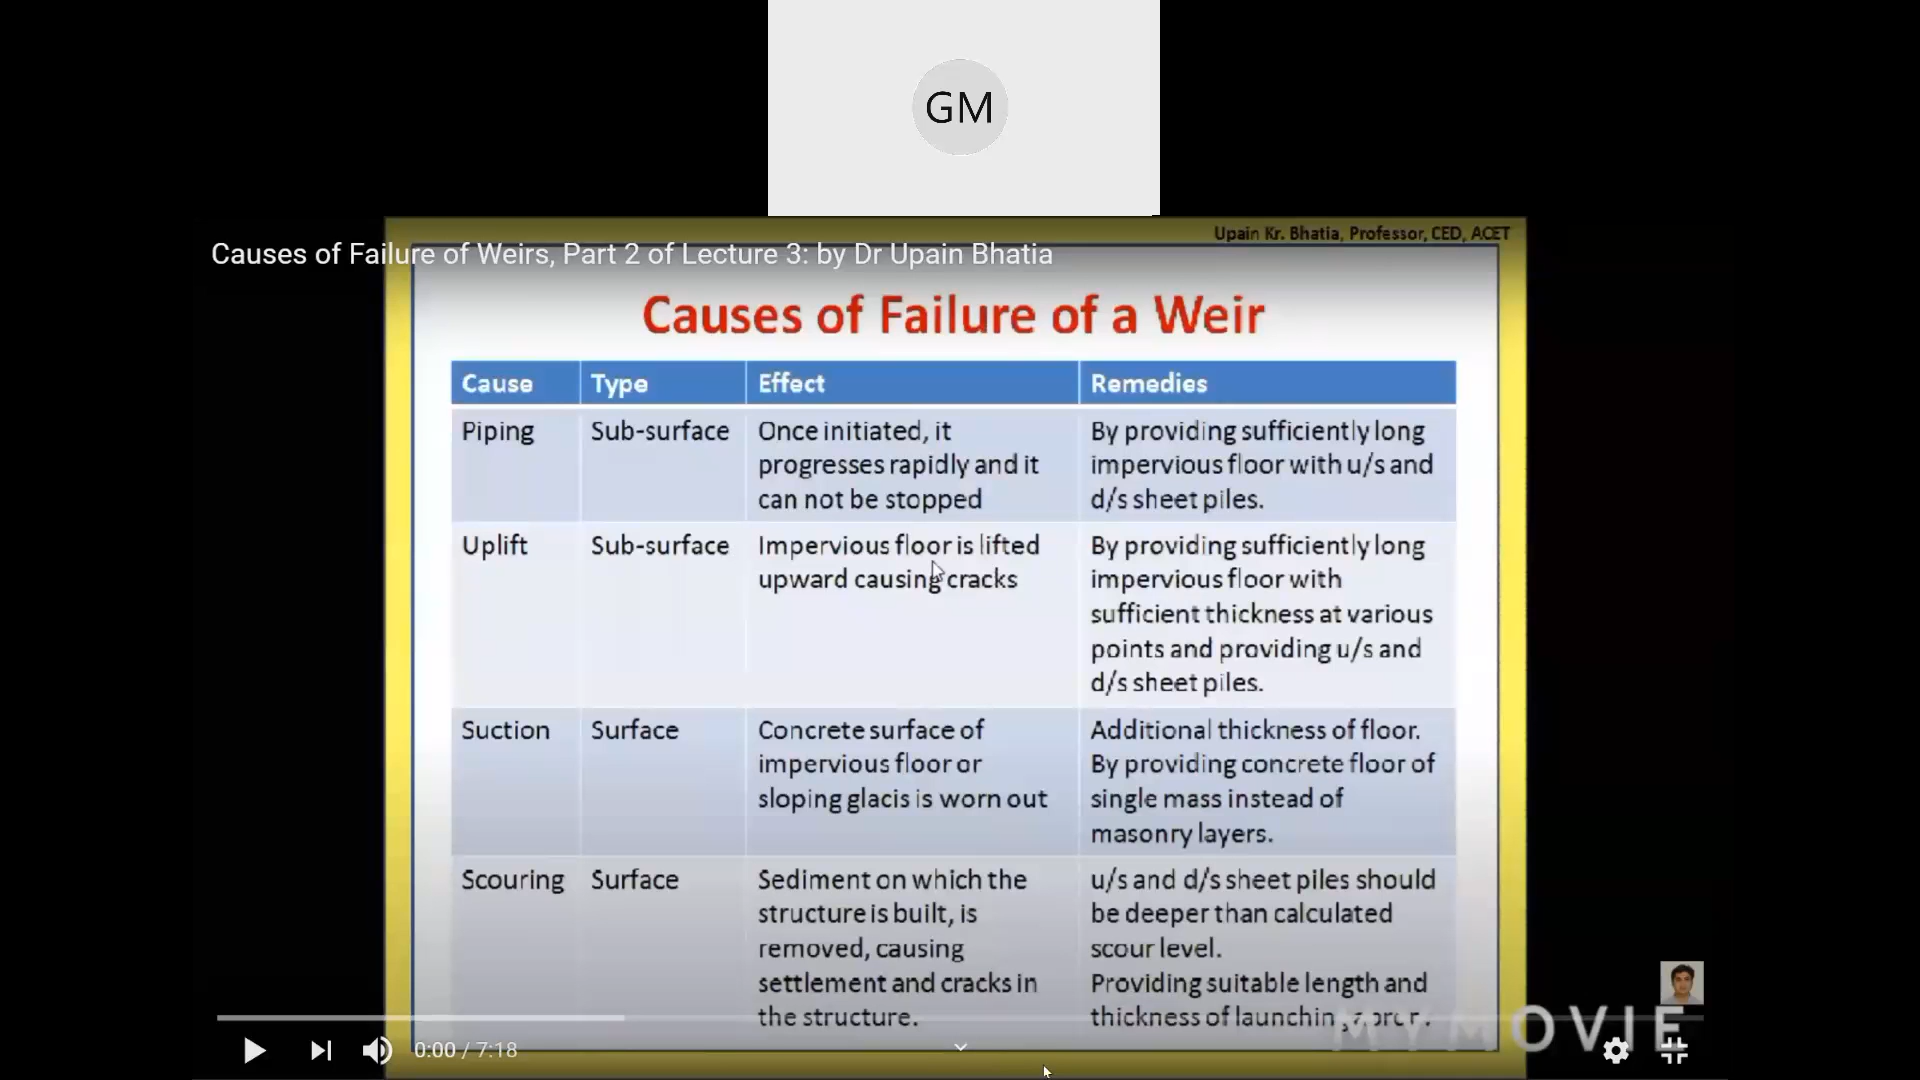 GM
Upain Kr. Bhatia, Professor, CED, ACET
Causes of Failure of Weirs, Part 2 of Lecture 3: by Dr Upain Bhatia
Causes of Failure of a Weir
Cause Type Effect Remedies
Piping Sub-surface Once initiated, it By providing sufficiently long
progresses rapidly and it impervious floor with u/s and
can not be stopped d/s sheet piles.
Uplift Sub-surface Impervious floor is lifted By providing sufficiently long
upward causing cracks impervious floor with
sufficient thickness at various
points and providing u/s and
d/s sheet piles.
Suction Surface Concrete surface of Additional thickness of floor.
impervious floor or By providing concrete floor of
sloping glacis is worn out single mass instead of
masonry layers.
Scouring Surface Sediment on which the u/s and d/s sheet piles should
structure is built, is be deeper than calculated
removed, causing scour level.
settlement and cracks in Providing suitable length and
the structure. thickness of launching apron.
MYMOVIE
0:00 / 7:18